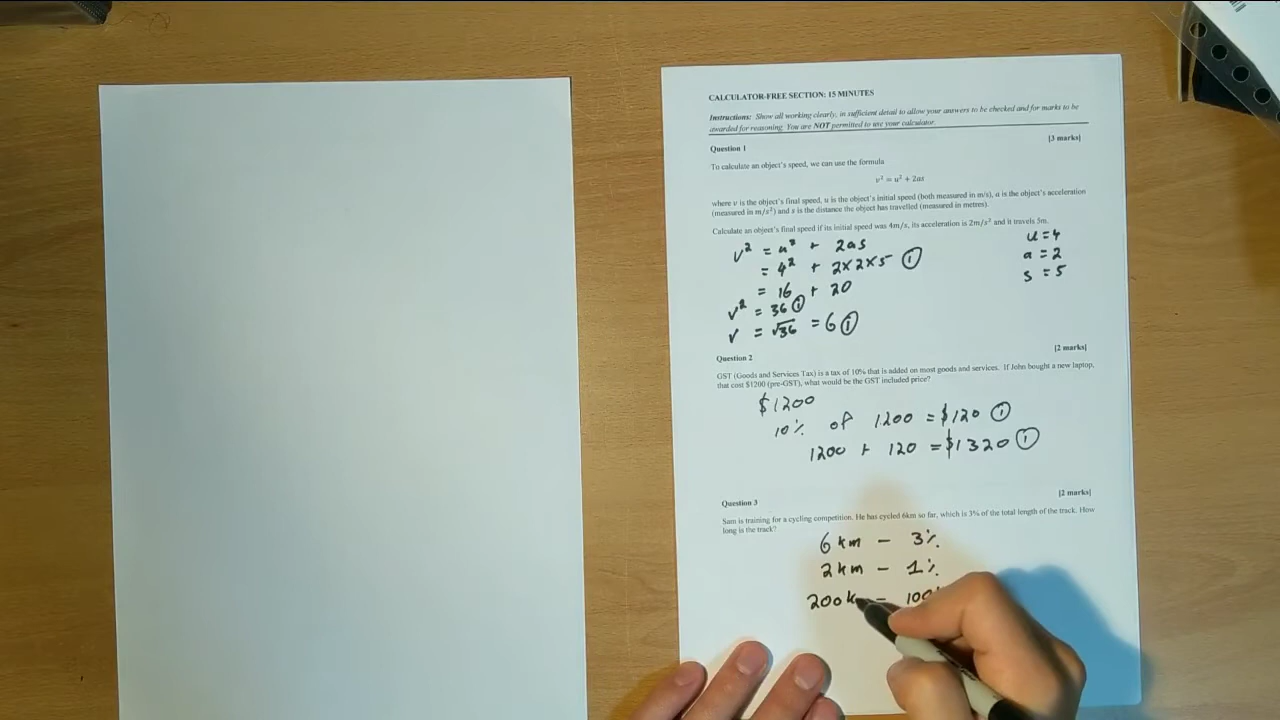 CALCULATOR-FREE SECTION: 15 MINUTES
Instructions: Show all working clearly, in sufficient detail to allow your answers to be checked and for marks to be
awarded for reasoning. You are NOT permitted to use your calculator.
Question 1 [3 marks]
To calculate an object's speed, we can use the formula
v² = u² + 2as
where v is the object's final speed, u is the object's initial speed (both measured in m/s), a is the object's acceleration
(measured in m/s²) and s is the distance the object has travelled (measured in metres).
Calculate an object's final speed if its initial speed was 4m/s, its acceleration is 2m/s² and it travels 5m.
v² = u² + 2as
u = 4
= 4² + 2×2×5 ①
a = 2
= 16 + 20
s = 5
v² = 36 ①
v = √36 = 6 ①
Question 2 [2 marks]
GST (Goods and Services Tax) is a tax of 10% that is added on most goods and services. If John bought a new laptop,
that cost $1200 (pre-GST), what would be the GST included price?
$1200
10% of 1200 = $120 ①
1200 + 120 = $1320 ①
Question 3 [2 marks]
Sam is training for a cycling competition. He has cycled 6km so far, which is 3% of the total length of the track. How
long is the track?
6km - 3%
2km - 1%
200k - 100